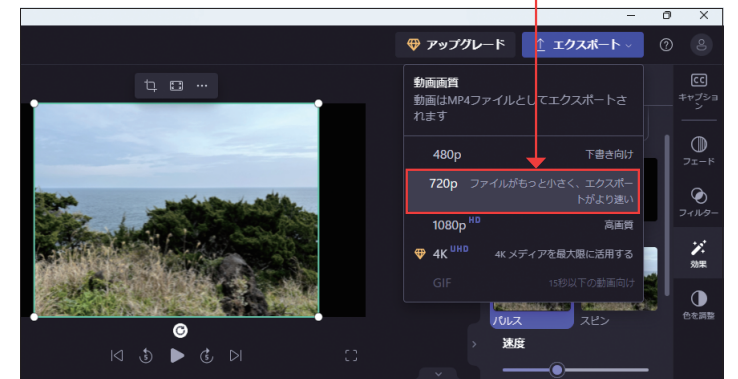 アップグレード
エクスポート
動画画質
動画はMP4ファイルとしてエクスポートさ
れます
480p 下書き向け
720p ファイルがもっと小さく、エクスポー
トがより速い
1080p HD 高画質
4K UHD 4K メディアを最大限に活用する
GIF 15秒以下の動画向け
パルス
スピン
速度
CC
キャプショ
ン
フェード
フィルター
効果
色を調整
5
5